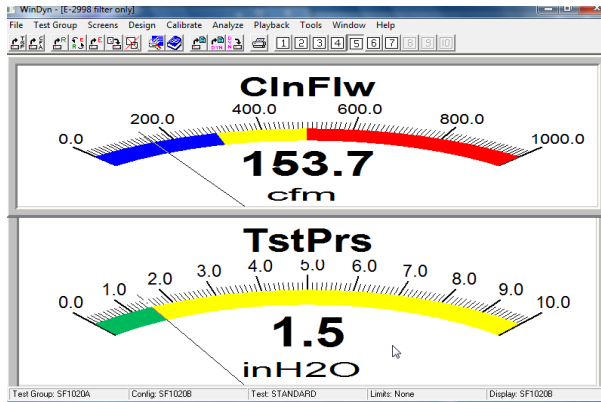 WinDyn - [E-2998 filter only]
File Test Group Screens Design Calibrate Analyze Playback Tools Window Help
1 2 3 4 5 6 7 8 9 10
ClnFlw
0.0 200.0 400.0 600.0 800.0 1000.0
153.7
cfm
TstPrs
0.0 1.0 2.0 3.0 4.0 5.0 6.0 7.0 8.0 9.0 10.0
1.5
inH2O
Test Group: SF1020A Config: SF1020B Test: STANDARD Limits: None Display: SF1020B